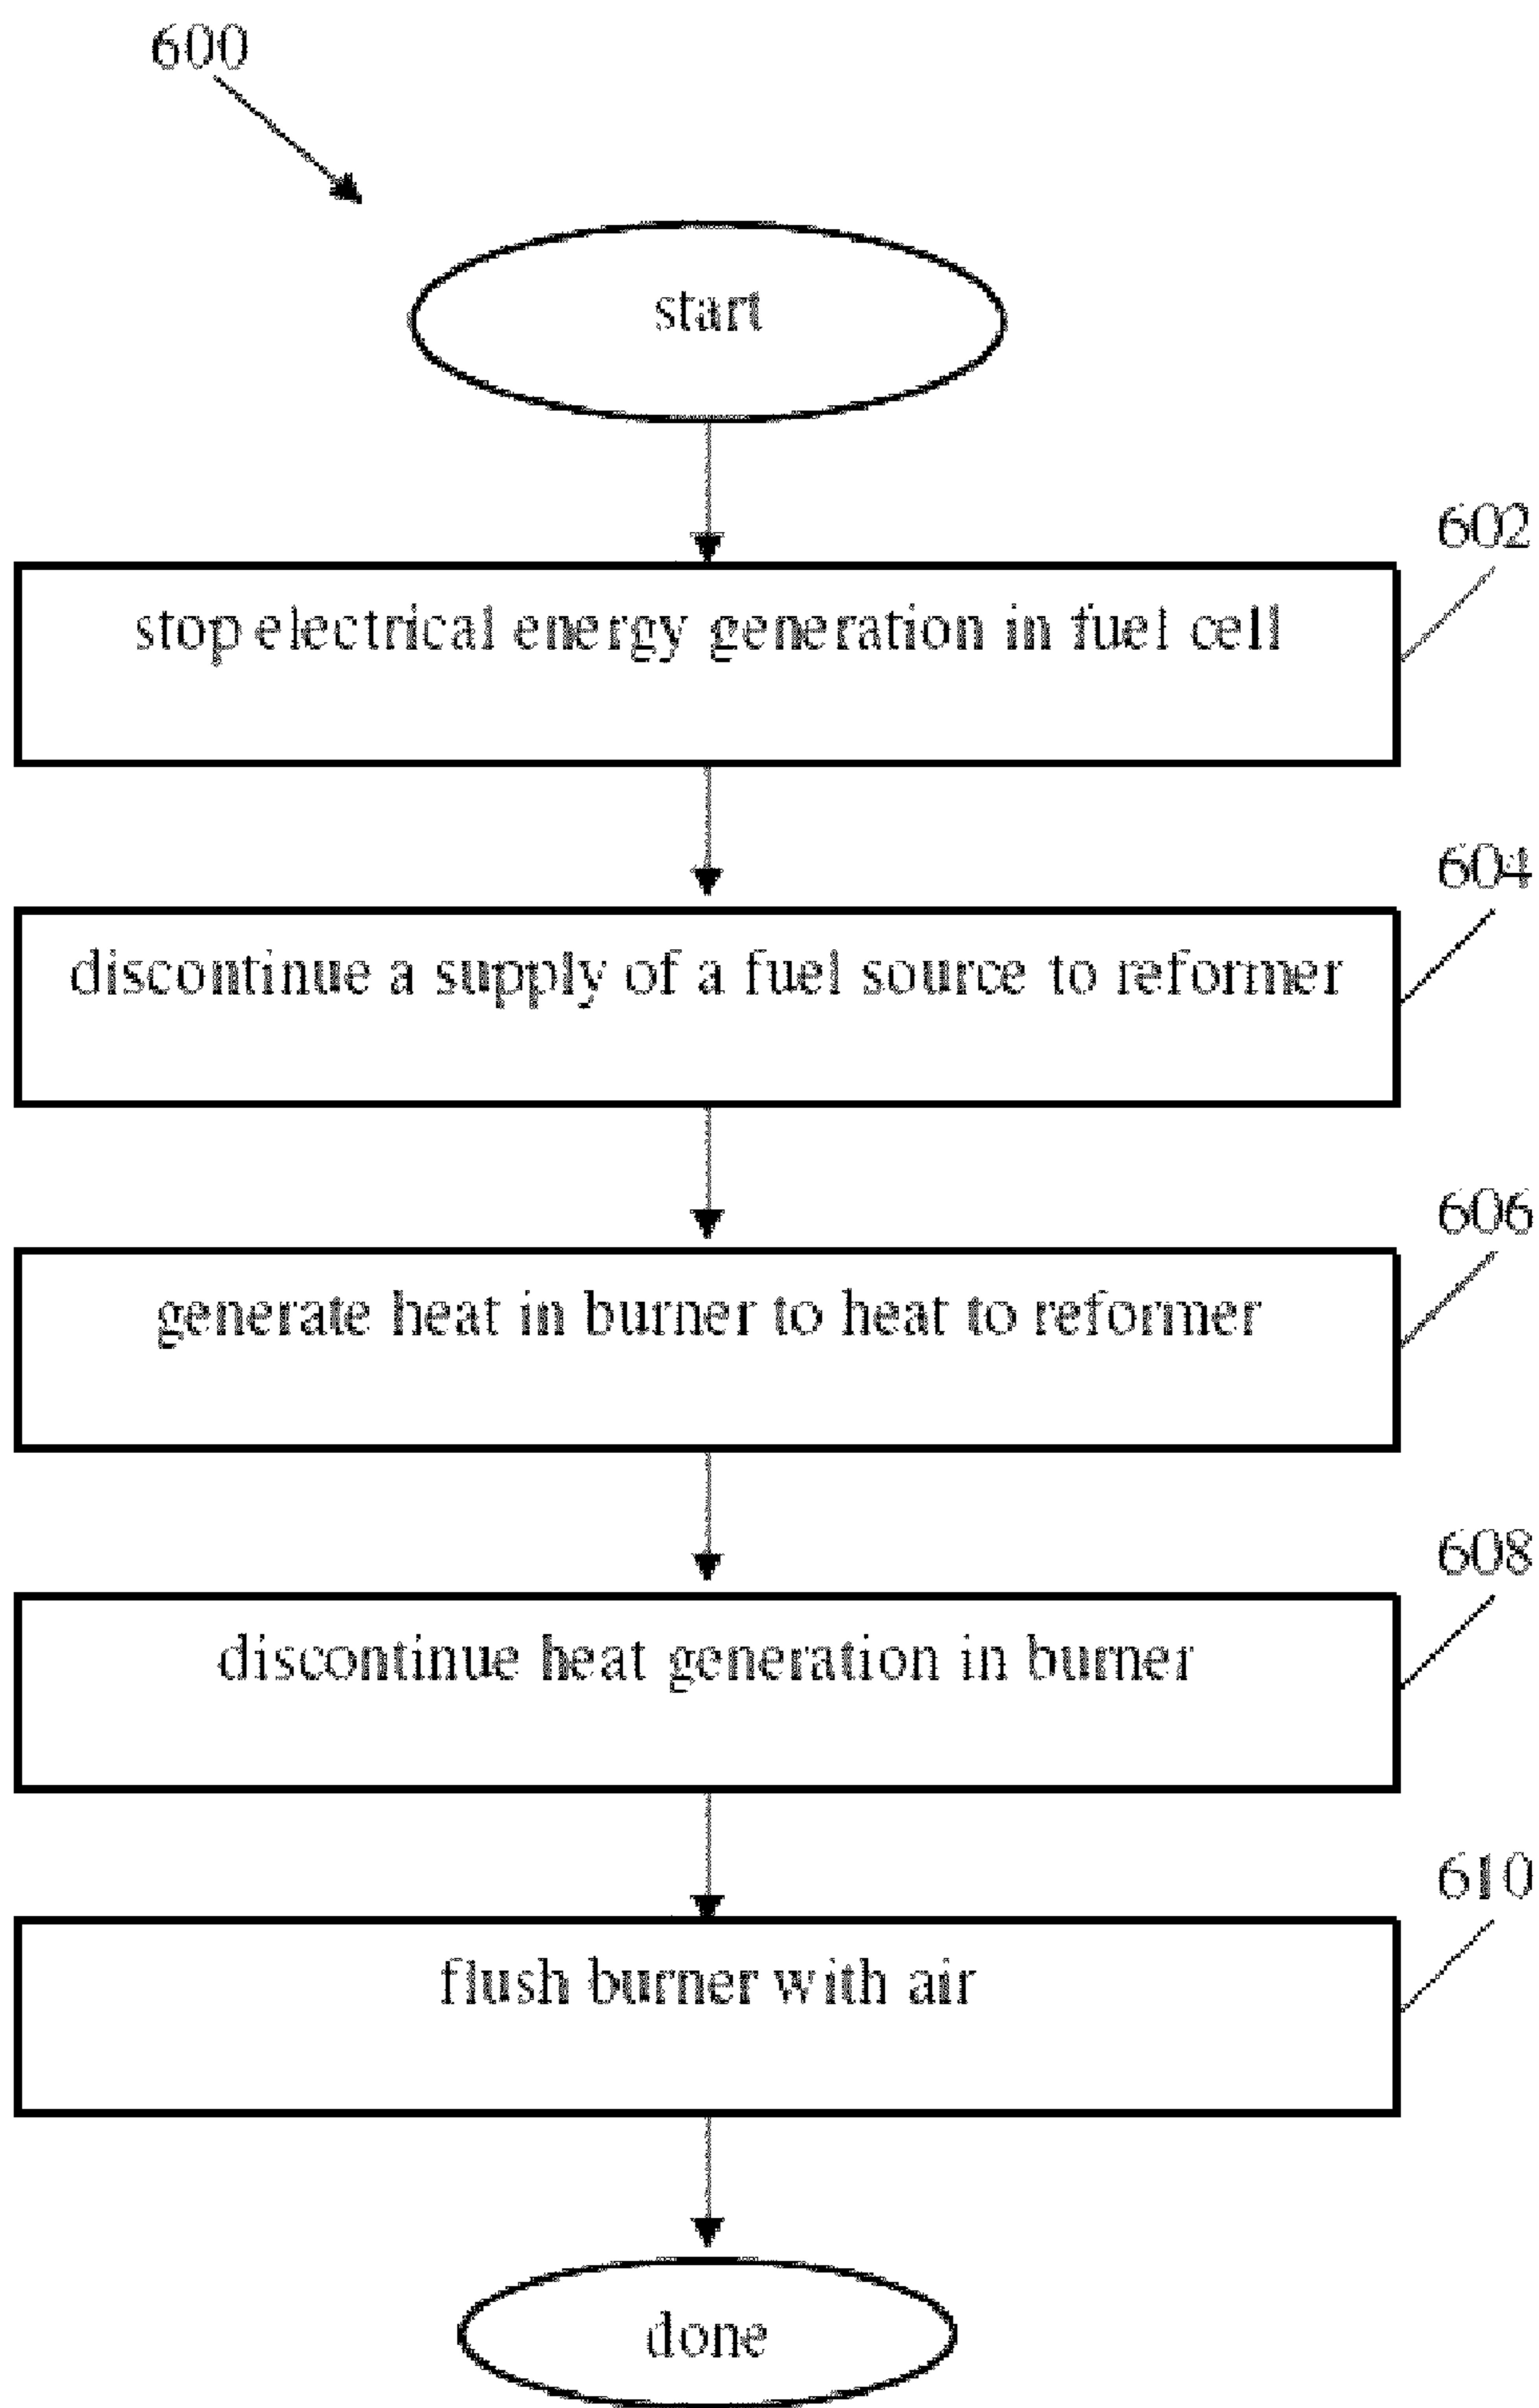 600
start
602
stop electrical energy generation in fuel cell
604
discontinue a supply of a fuel source to reformer
606
generate heat in burner to heat to reformer
608
discontinue heat generation in burner
610
flush burner with air
done